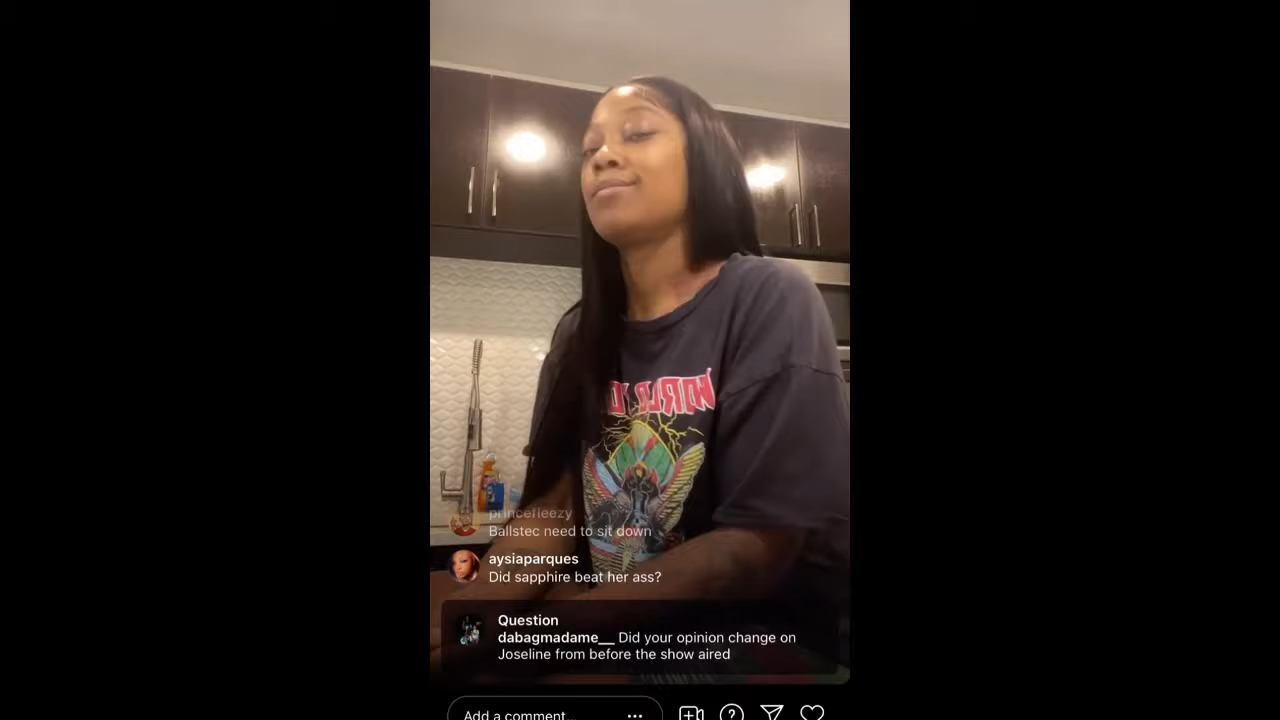 princefleezy
Ballstec need to sit down
aysiaparques
Did sapphire beat her ass?
Question
dabagmadame__ Did your opinion change on
Joseline from before the show aired
Add a comment...